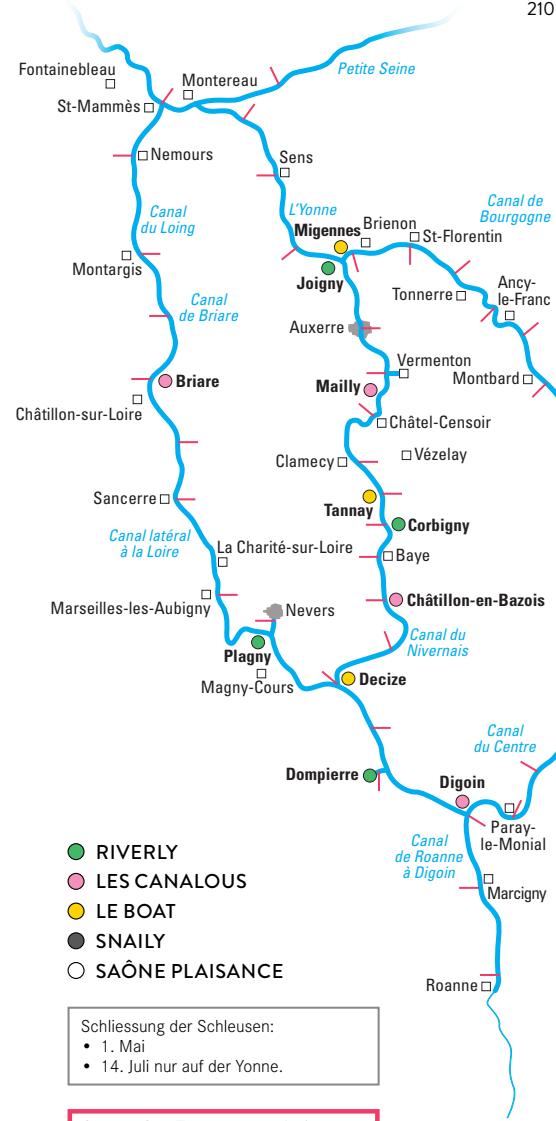 210
Fontainebleau
Montereau
Petite Seine
St-Mammès
Nemours
Sens
Canal
du Loing
L'Yonne
Canal de
Bourgogne
Migennes
Brienon
St-Florentin
Montargis
Joigny
Tonnerre
Ancy-
le-Franc
Canal
de Briare
Auxerre
Vermenton
Briare
Mailly
Montbard
Châtillon-sur-Loire
Châtel-Censoir
Clamecy
Vézelay
Sancerre
Tannay
Corbigny
Canal latéral
à la Loire
La Charité-sur-Loire
Baye
Marseilles-les-Aubigny
Nevers
Châtillon-en-Bazois
Canal du
Nivernais
Plagny
Magny-Cours
Decize
Canal
du Centre
Dompierre
Digoin
Paray-
le-Monial
Canal
de Roanne
à Digoin
Marcigny
Roanne
RIVERLY
LES CANALOUS
LE BOAT
SNAILY
SAÔNE PLAISANCE
Schliessung der Schleusen:
• 1. Mai
• 14. Juli nur auf der Yonne.